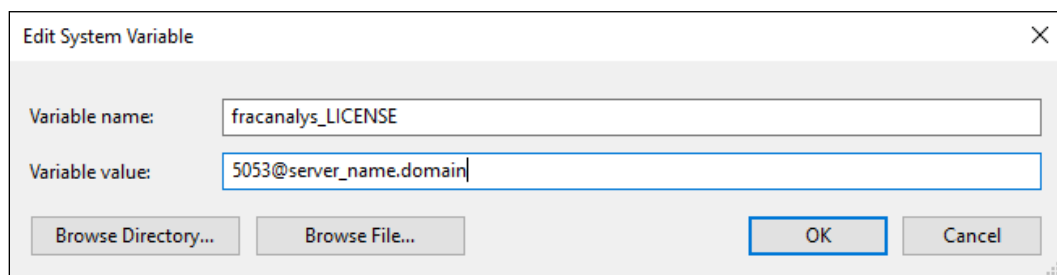 Edit System Variable
Variable name: fracanalys_LICENSE
Variable value: 5053@server_name.domain
Browse Directory... Browse File... OK Cancel